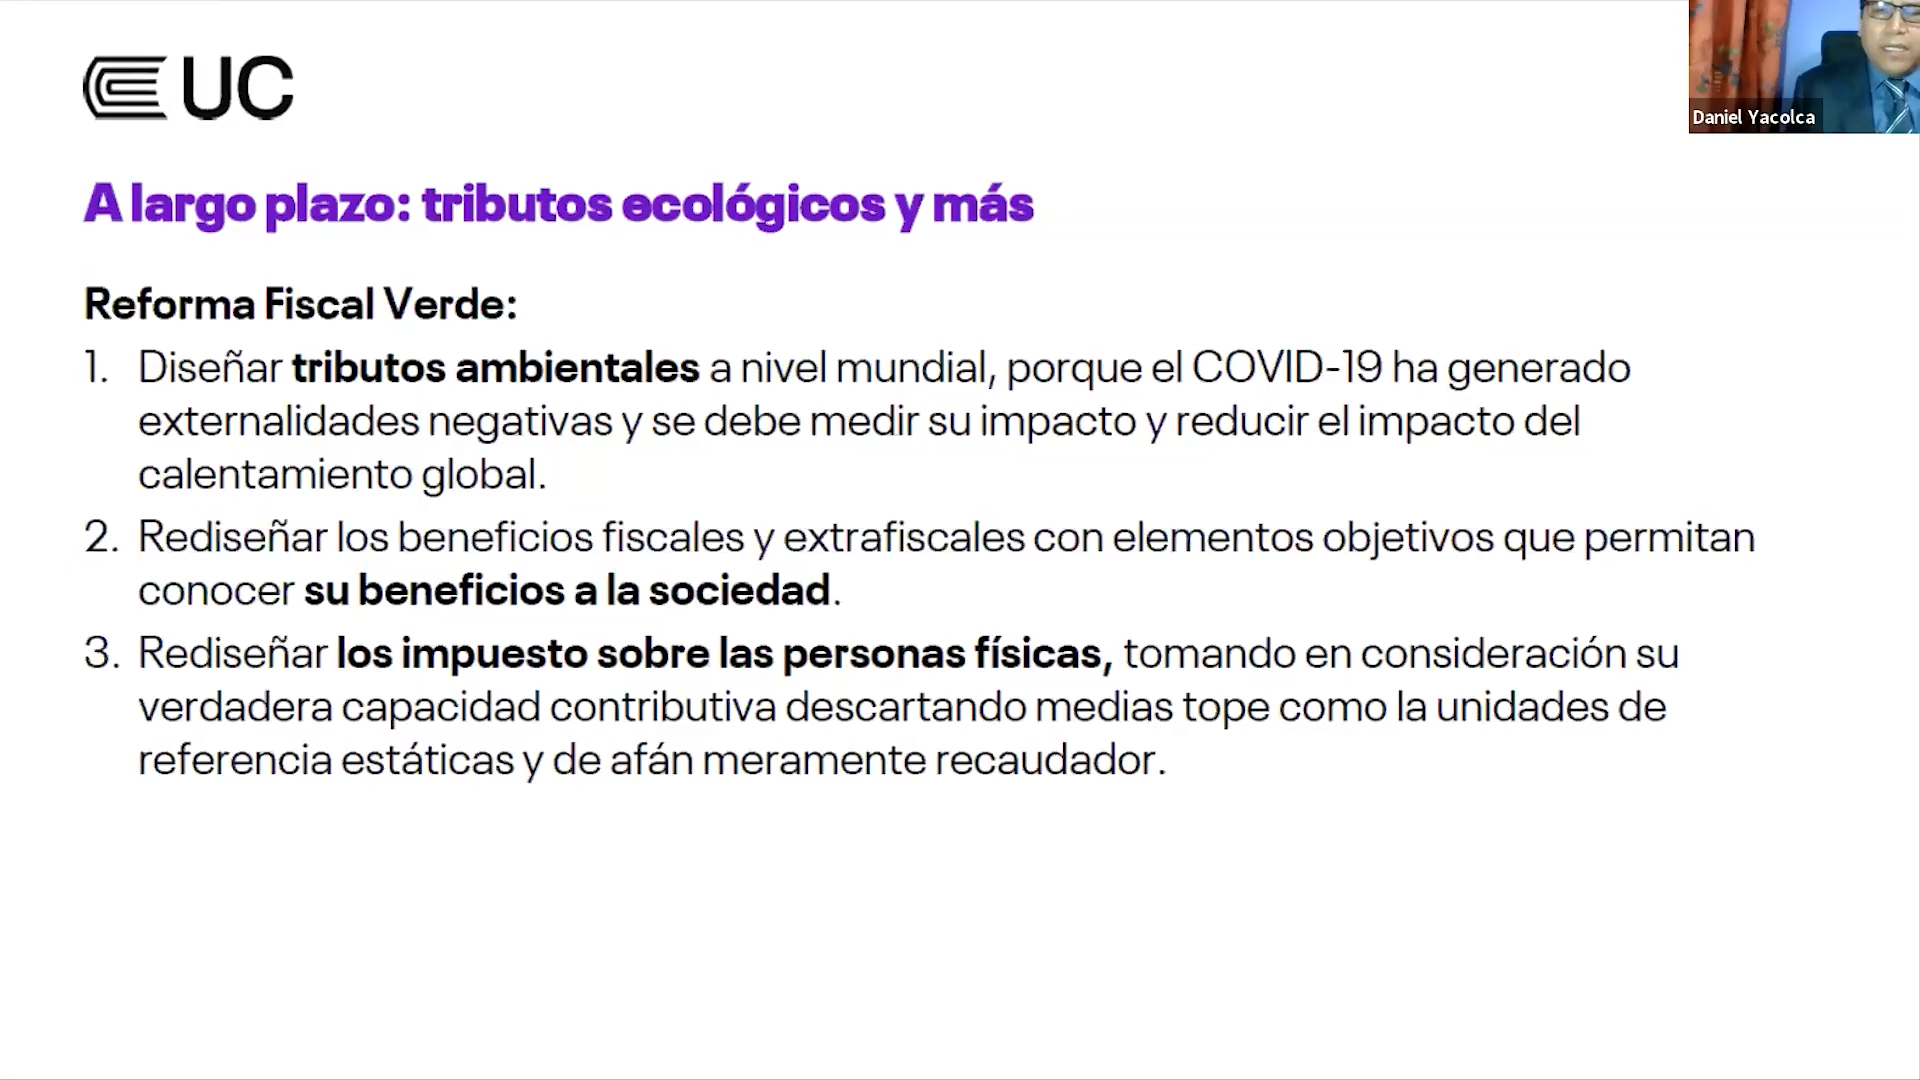 UC
Daniel Yacolca
A largo plazo: tributos ecológicos y más
Reforma Fiscal Verde:
1. Diseñar tributos ambientales a nivel mundial, porque el COVID-19 ha generado
externalidades negativas y se debe medir su impacto y reducir el impacto del
calentamiento global.
2. Rediseñar los beneficios fiscales y extrafiscales con elementos objetivos que permitan
conocer su beneficios a la sociedad.
3. Rediseñar los impuesto sobre las personas físicas, tomando en consideración su
verdadera capacidad contributiva descartando medias tope como la unidades de
referencia estáticas y de afán meramente recaudador.